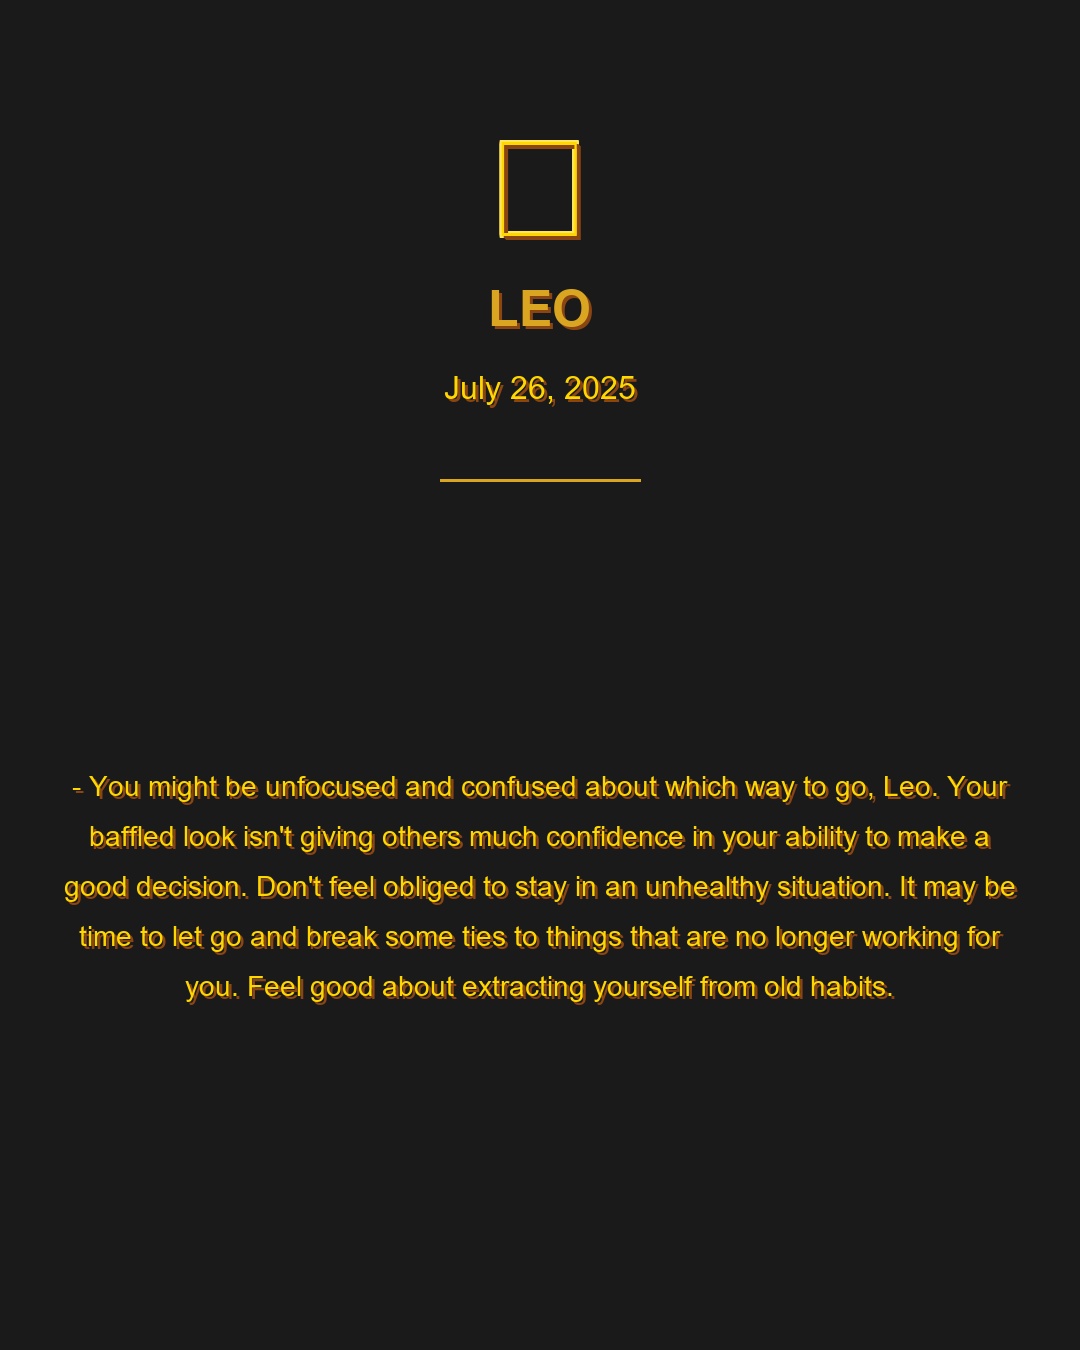 LEO
July 26, 2025
- You might be unfocused and confused about which way to go, Leo. Your
baffled look isn't giving others much confidence in your ability to make a
good decision. Don't feel obliged to stay in an unhealthy situation. It may be
time to let go and break some ties to things that are no longer working for
you. Feel good about extracting yourself from old habits.